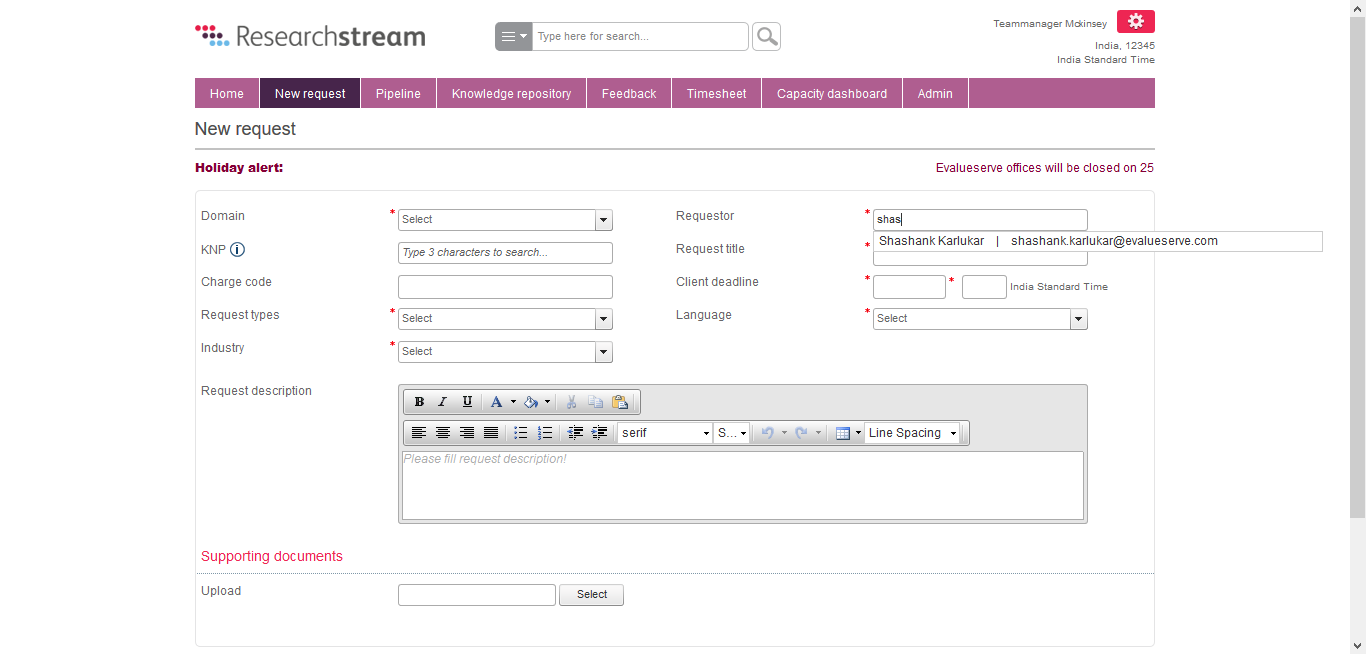 Researchstream
Type here for search...
Teammanager Mckinsey
India, 12345
India Standard Time
Home New request Pipeline Knowledge repository Feedback Timesheet Capacity dashboard Admin
New request
Holiday alert: Evalueserve offices will be closed on 25
Domain * Select Requestor * shas
Shashank Karlukar | shashank.karlukar@evalueserve.com
KNP i Type 3 characters to search... Request title *
Charge code Client deadline * * India Standard Time
Request types * Select Language * Select
Industry * Select
Request description
B I U A
serif S... Line Spacing
Please fill request description!
Supporting documents
Upload Select